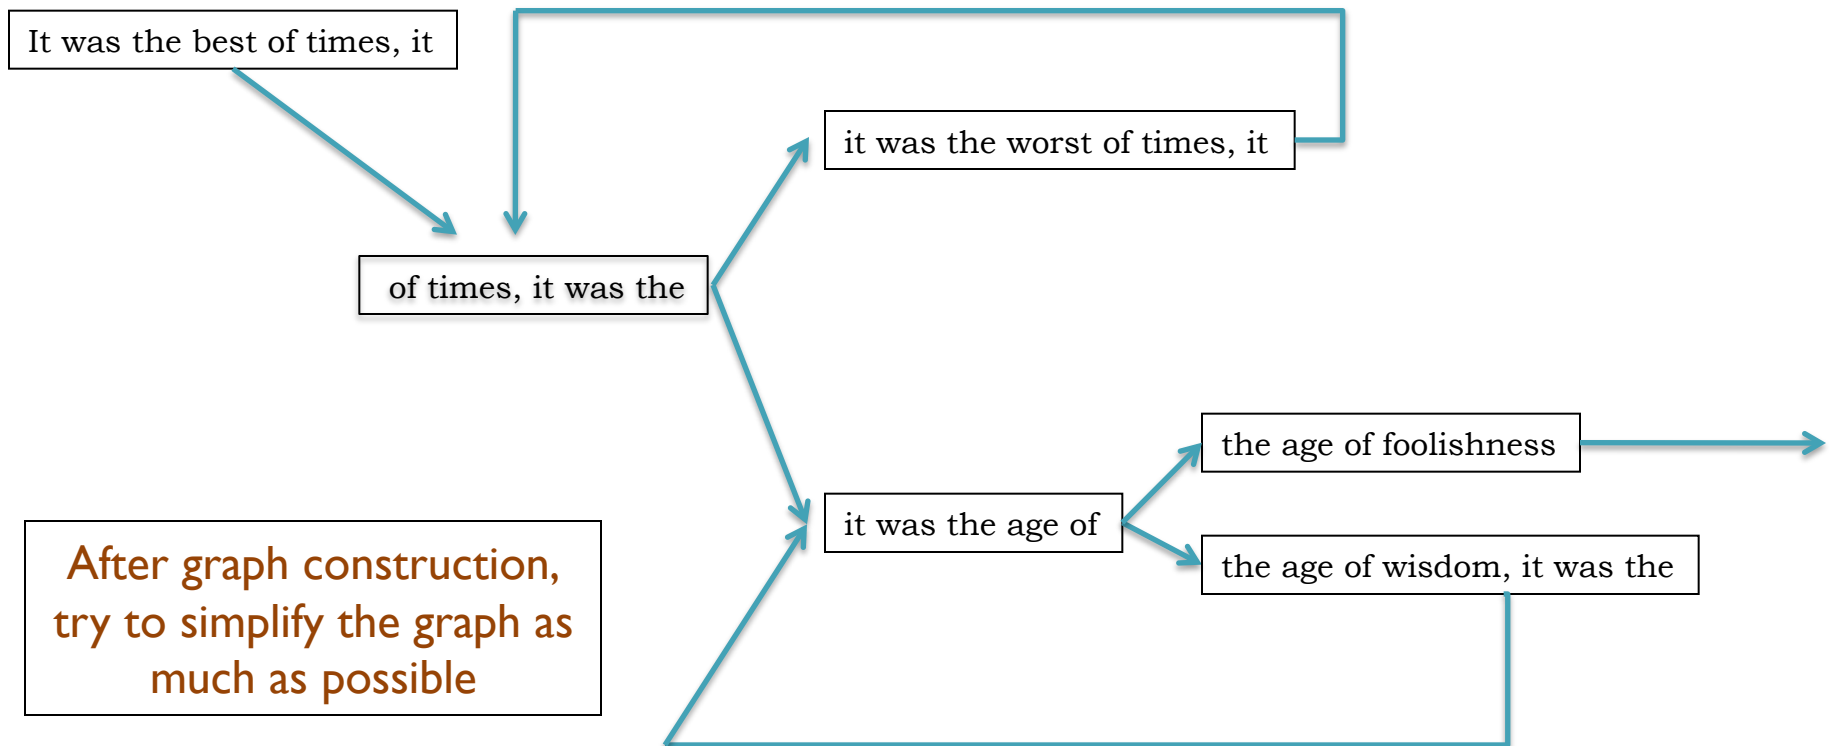 It was the best of times, it
it was the worst of times, it
of times, it was the
the age of foolishness
it was the age of
the age of wisdom, it was the
After graph construction,
try to simplify the graph as
much as possible